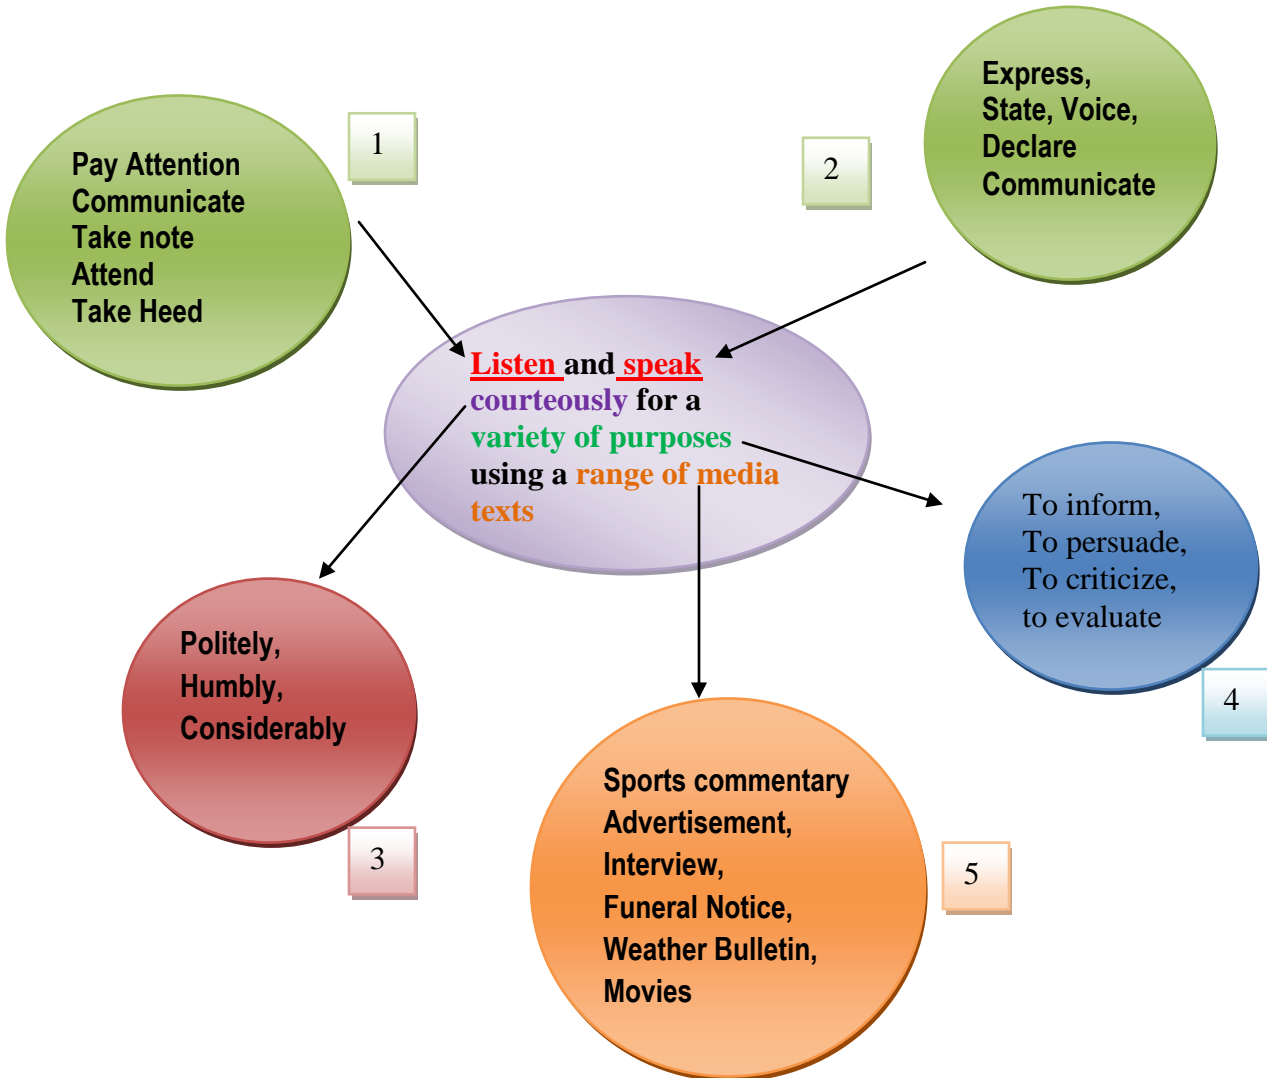 Pay Attention
Communicate
Take note
Attend
Take Heed
1
2
Express,
State, Voice,
Declare
Communicate
Listen and speak
courteously for a
variety of purposes
using a range of media
texts
Politely,
Humbly,
Considerably
3
To inform,
To persuade,
To criticize,
to evaluate
4
Sports commentary
Advertisement,
Interview,
Funeral Notice,
Weather Bulletin,
Movies
5